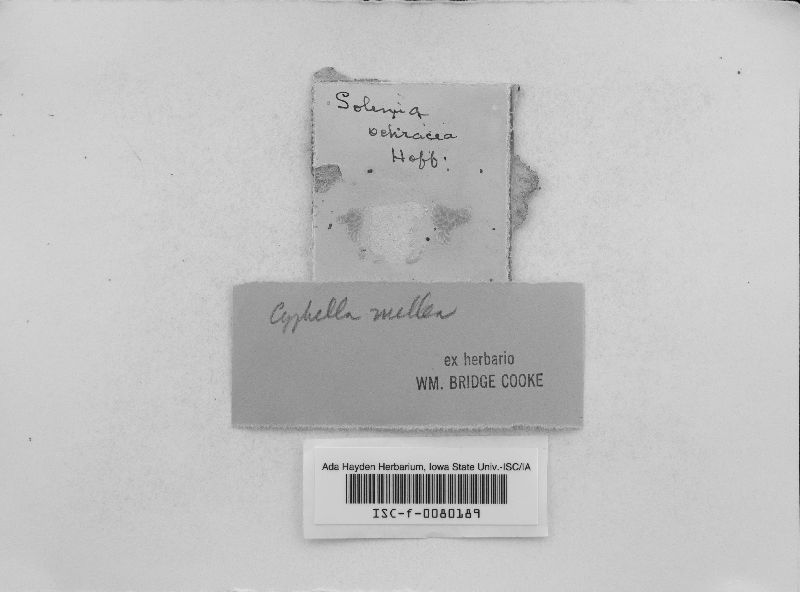 Solenia
ochracea
Hoff.
Cyphella mellea
ex herbario
WM. BRIDGE COOKE
Ada Hayden Herbarium, Iowa State Univ.-ISC/IA
ISC-f-0080189